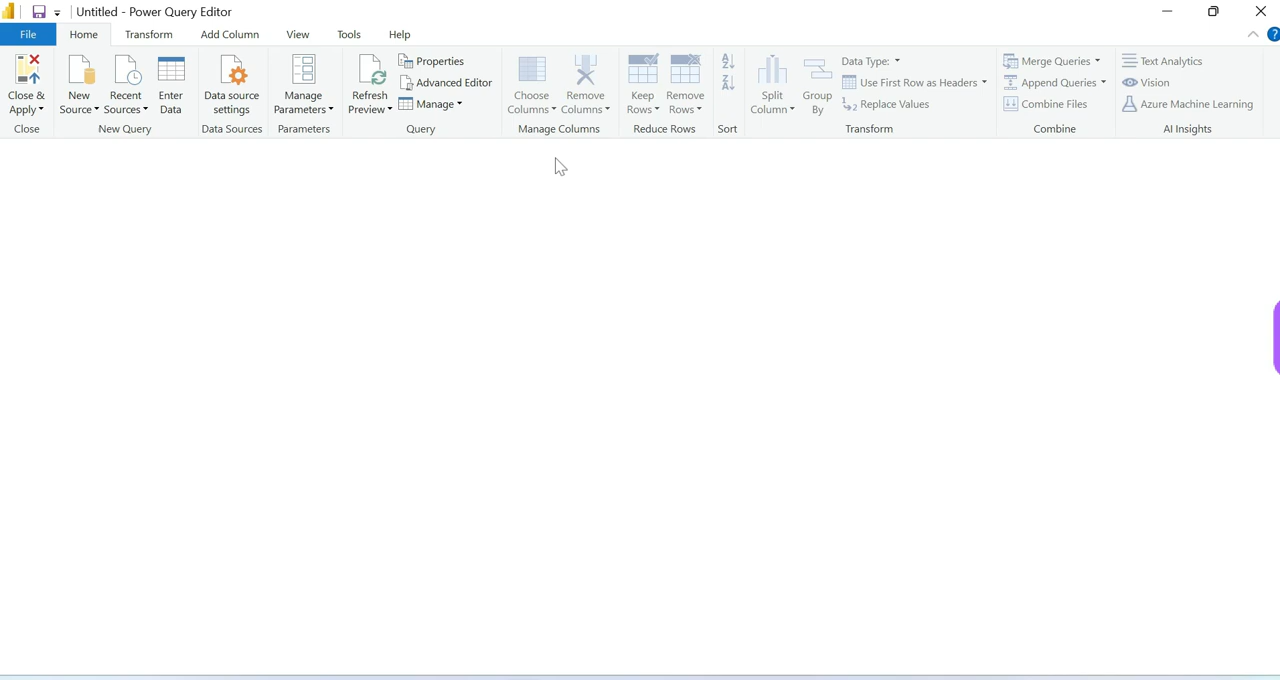 Untitled - Power Query Editor
File Home Transform Add Column View Tools Help ?
Close & Apply
New Source
Recent Sources
Enter Data
Data source settings
Manage Parameters
Refresh Preview
Properties
Advanced Editor
Manage
Choose Columns
Remove Columns
Keep Rows
Remove Rows
A Z
Z A
Split Column
Group By
Data Type:
Use First Row as Headers
1 2 Replace Values
Merge Queries
Append Queries
Combine Files
Text Analytics
Vision
Azure Machine Learning
Close New Query Data Sources Parameters Query Manage Columns Reduce Rows Sort Transform Combine AI Insights